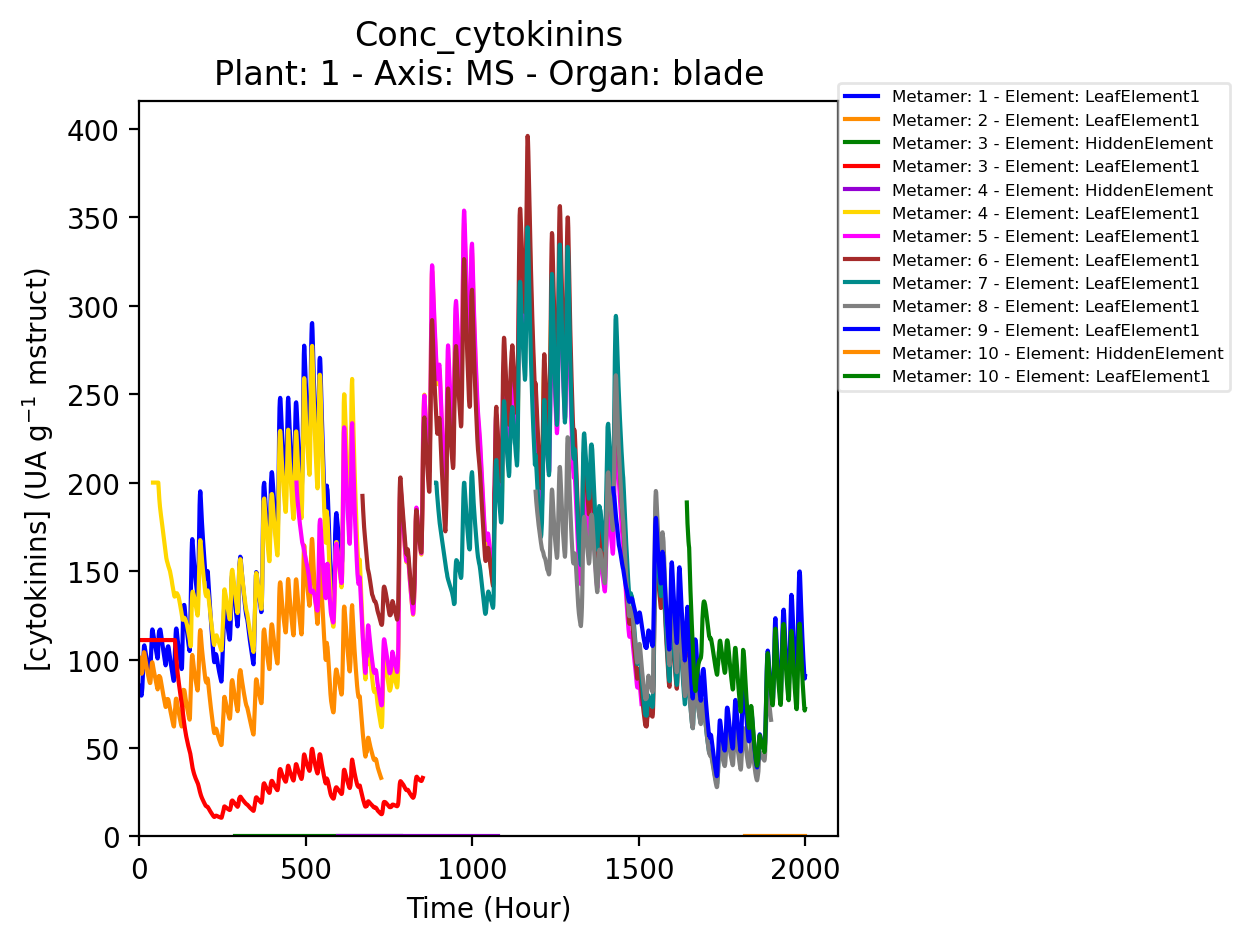 Conc_cytokinins
Plant: 1 - Axis: MS - Organ: blade
[cytokinins] (UA g⁻¹ mstruct)
400
350
300
250
200
150
100
50
0
0 500 1000 1500 2000
Time (Hour)
Metamer: 1 - Element: LeafElement1
Metamer: 2 - Element: LeafElement1
Metamer: 3 - Element: HiddenElement
Metamer: 3 - Element: LeafElement1
Metamer: 4 - Element: HiddenElement
Metamer: 4 - Element: LeafElement1
Metamer: 5 - Element: LeafElement1
Metamer: 6 - Element: LeafElement1
Metamer: 7 - Element: LeafElement1
Metamer: 8 - Element: LeafElement1
Metamer: 9 - Element: LeafElement1
Metamer: 10 - Element: HiddenElement
Metamer: 10 - Element: LeafElement1